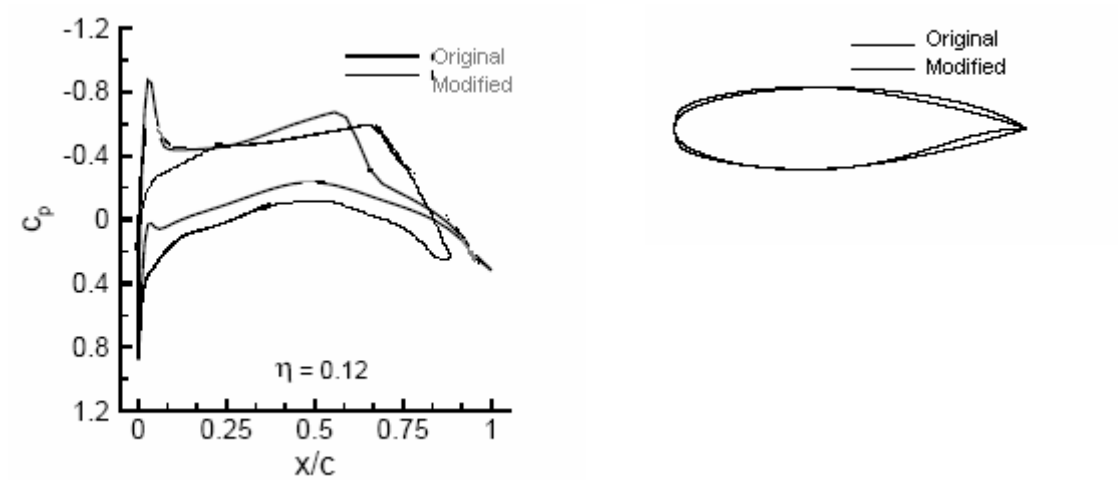 -1.2
-0.8
-0.4
0
0.4
0.8
1.2
cp
Original
Modified
η = 0.12
0 0.25 0.5 0.75 1
x/c
Original
Modified